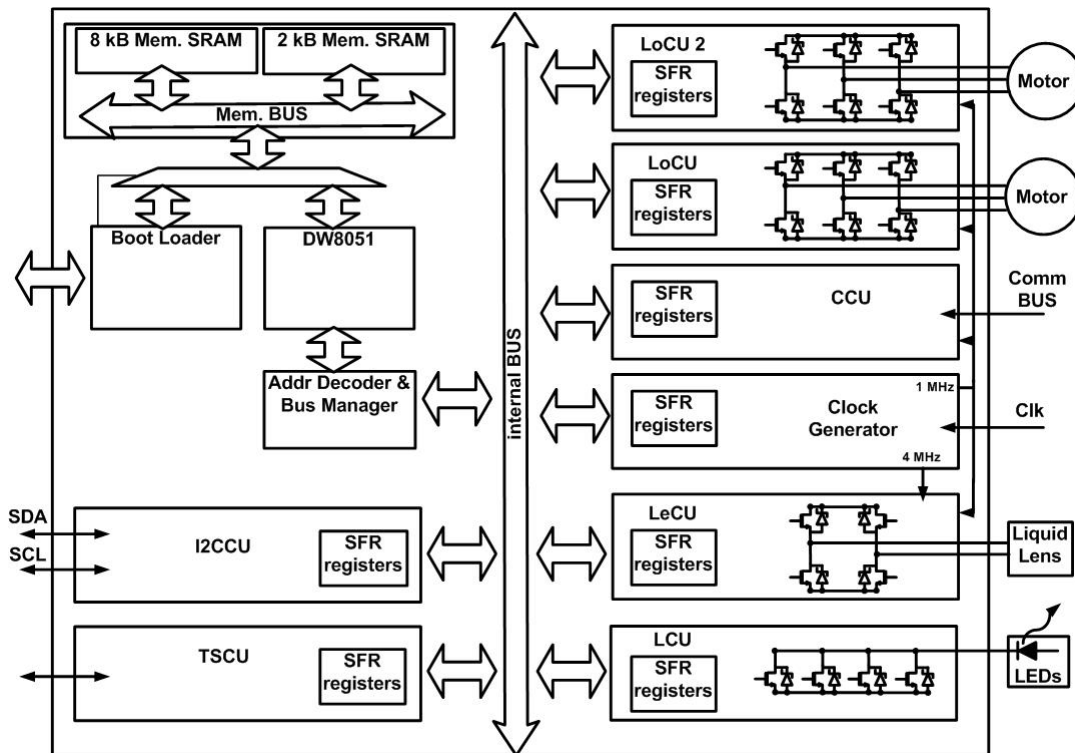 8 kB Mem. SRAM
2 kB Mem. SRAM
Mem. BUS
Boot Loader
DW8051
Addr Decoder &
Bus Manager
SDA
SCL
I2CCU
SFR
registers
TSCU
SFR
registers
internal BUS
LoCU 2
SFR
registers
Motor
LoCU
SFR
registers
Motor
SFR
registers
CCU
Comm
BUS
SFR
registers
Clock
Generator
1 MHz
4 MHz
Clk
LeCU
SFR
registers
Liquid
Lens
LCU
SFR
registers
LEDs